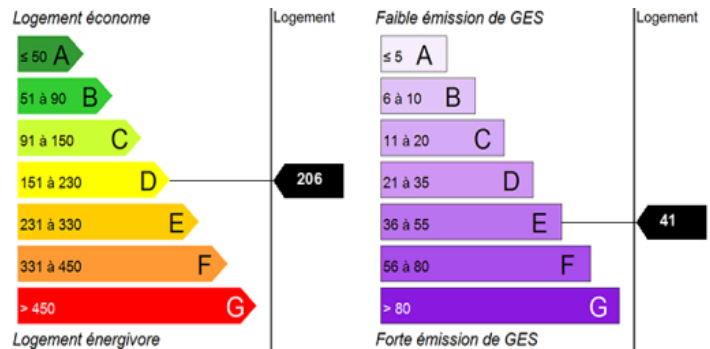 Logement économe
Logement
≤ 50 A
51 à 90 B
91 à 150 C
151 à 230 D
206
231 à 330 E
331 à 450 F
> 450 G
Logement énergivore
Faible émission de GES
Logement
≤ 5 A
6 à 10 B
11 à 20 C
21 à 35 D
36 à 55 E
41
56 à 80 F
> 80 G
Forte émission de GES